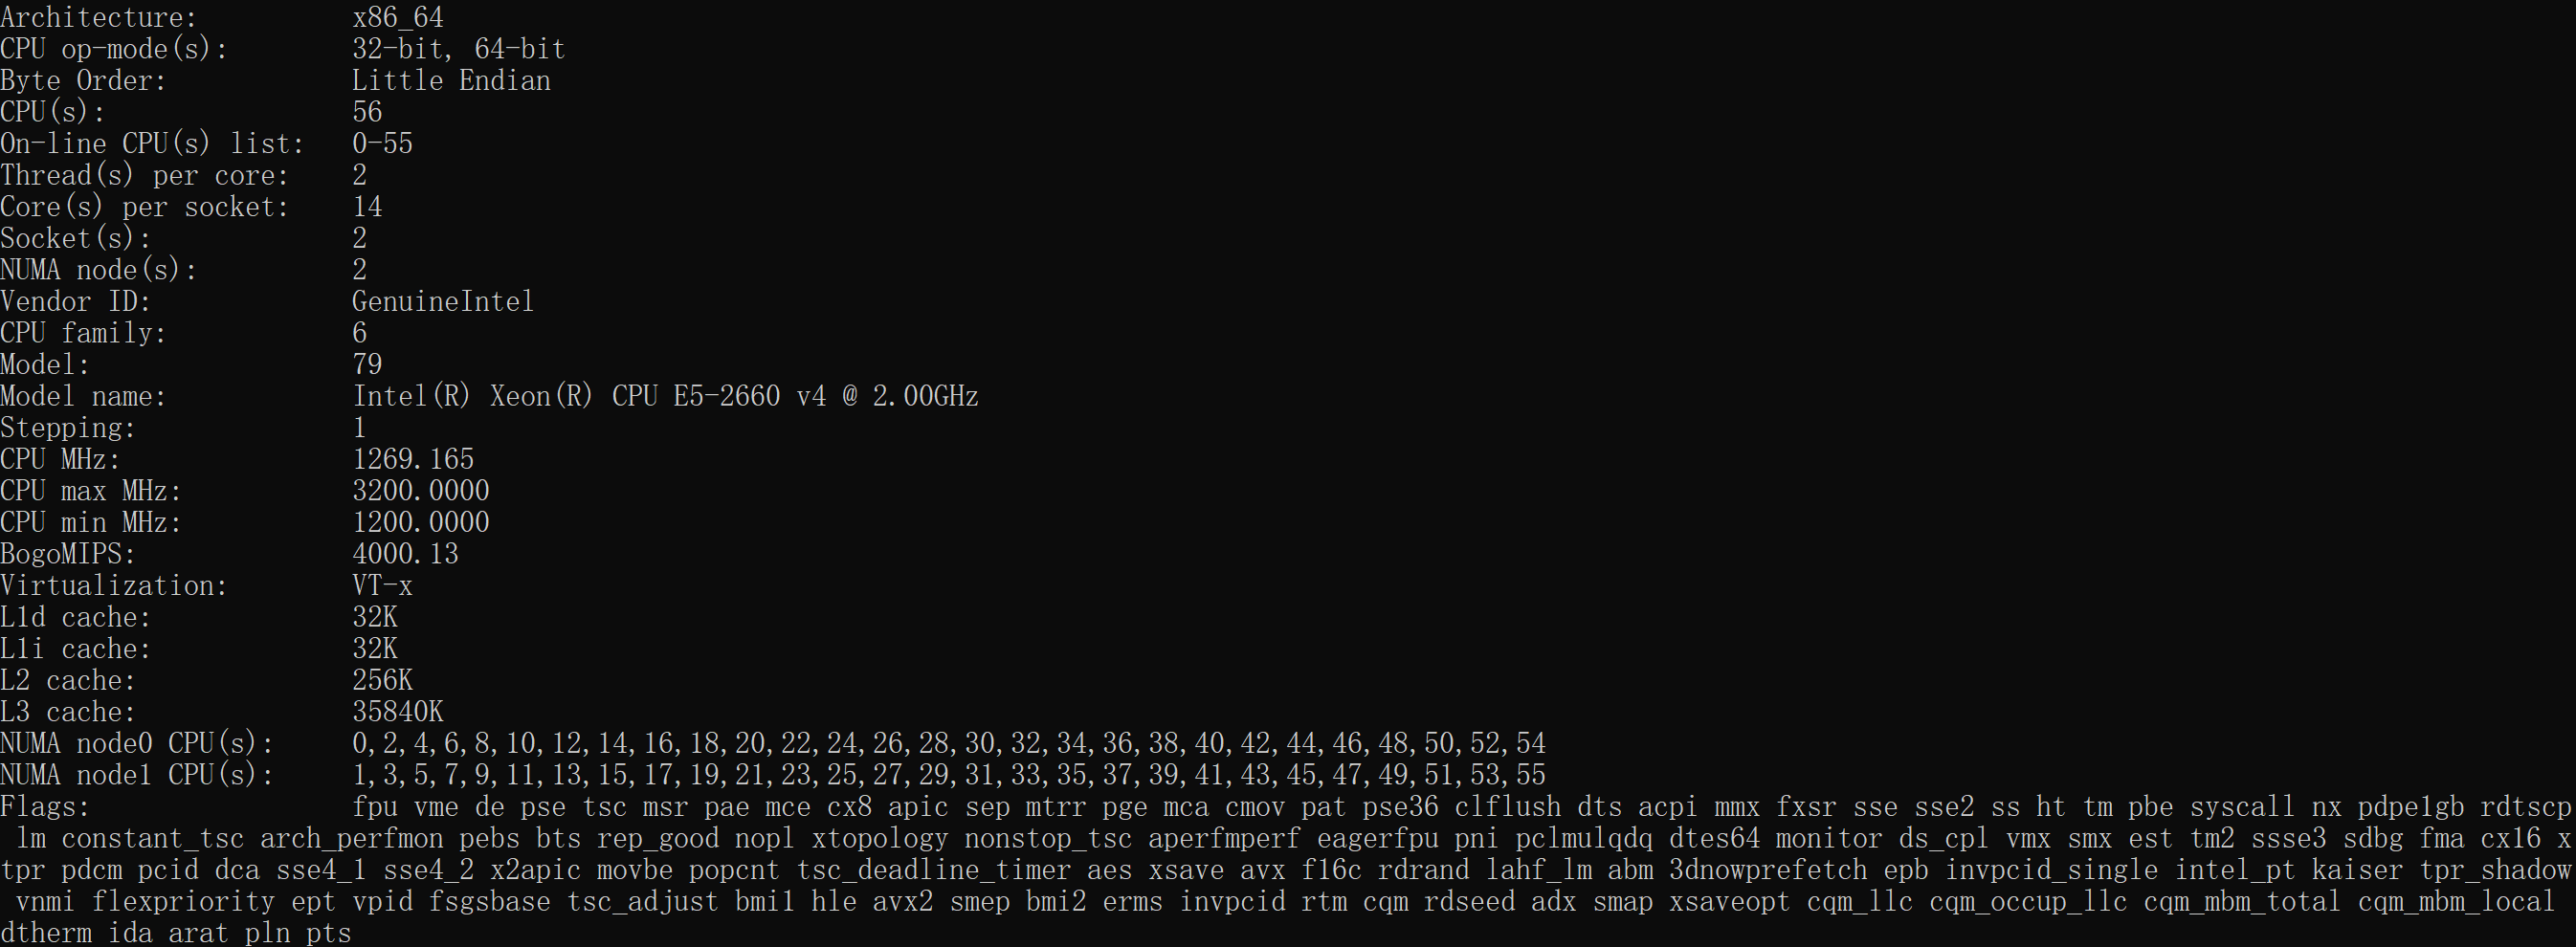 Architecture:          x86_64
CPU op-mode(s):        32-bit, 64-bit
Byte Order:            Little Endian
CPU(s):                56
On-line CPU(s) list:   0-55
Thread(s) per core:    2
Core(s) per socket:    14
Socket(s):             2
NUMA node(s):          2
Vendor ID:             GenuineIntel
CPU family:            6
Model:                 79
Model name:            Intel(R) Xeon(R) CPU E5-2660 v4 @ 2.00GHz
Stepping:              1
CPU MHz:               1269.165
CPU max MHz:           3200.0000
CPU min MHz:           1200.0000
BogoMIPS:              4000.13
Virtualization:        VT-x
L1d cache:             32K
L1i cache:             32K
L2 cache:              256K
L3 cache:              35840K
NUMA node0 CPU(s):     0,2,4,6,8,10,12,14,16,18,20,22,24,26,28,30,32,34,36,38,40,42,44,46,48,50,52,54
NUMA node1 CPU(s):     1,3,5,7,9,11,13,15,17,19,21,23,25,27,29,31,33,35,37,39,41,43,45,47,49,51,53,55
Flags:                 fpu vme de pse tsc msr pae mce cx8 apic sep mtrr pge mca cmov pat pse36 clflush dts acpi mmx fxsr sse sse2 ss ht tm pbe syscall nx pdpe1gb rdtscp
 lm constant_tsc arch_perfmon pebs bts rep_good nopl xtopology nonstop_tsc aperfmperf eagerfpu pni pclmulqdq dtes64 monitor ds_cpl vmx smx est tm2 ssse3 sdbg fma cx16 x
tpr pdcm pcid dca sse4_1 sse4_2 x2apic movbe popcnt tsc_deadline_timer aes xsave avx f16c rdrand lahf_lm abm 3dnowprefetch epb invpcid_single intel_pt kaiser tpr_shadow
 vnmi flexpriority ept vpid fsgsbase tsc_adjust bmi1 hle avx2 smep bmi2 erms invpcid rtm cqm rdseed adx smap xsaveopt cqm_llc cqm_occup_llc cqm_mbm_total cqm_mbm_local
dtherm ida arat pln pts